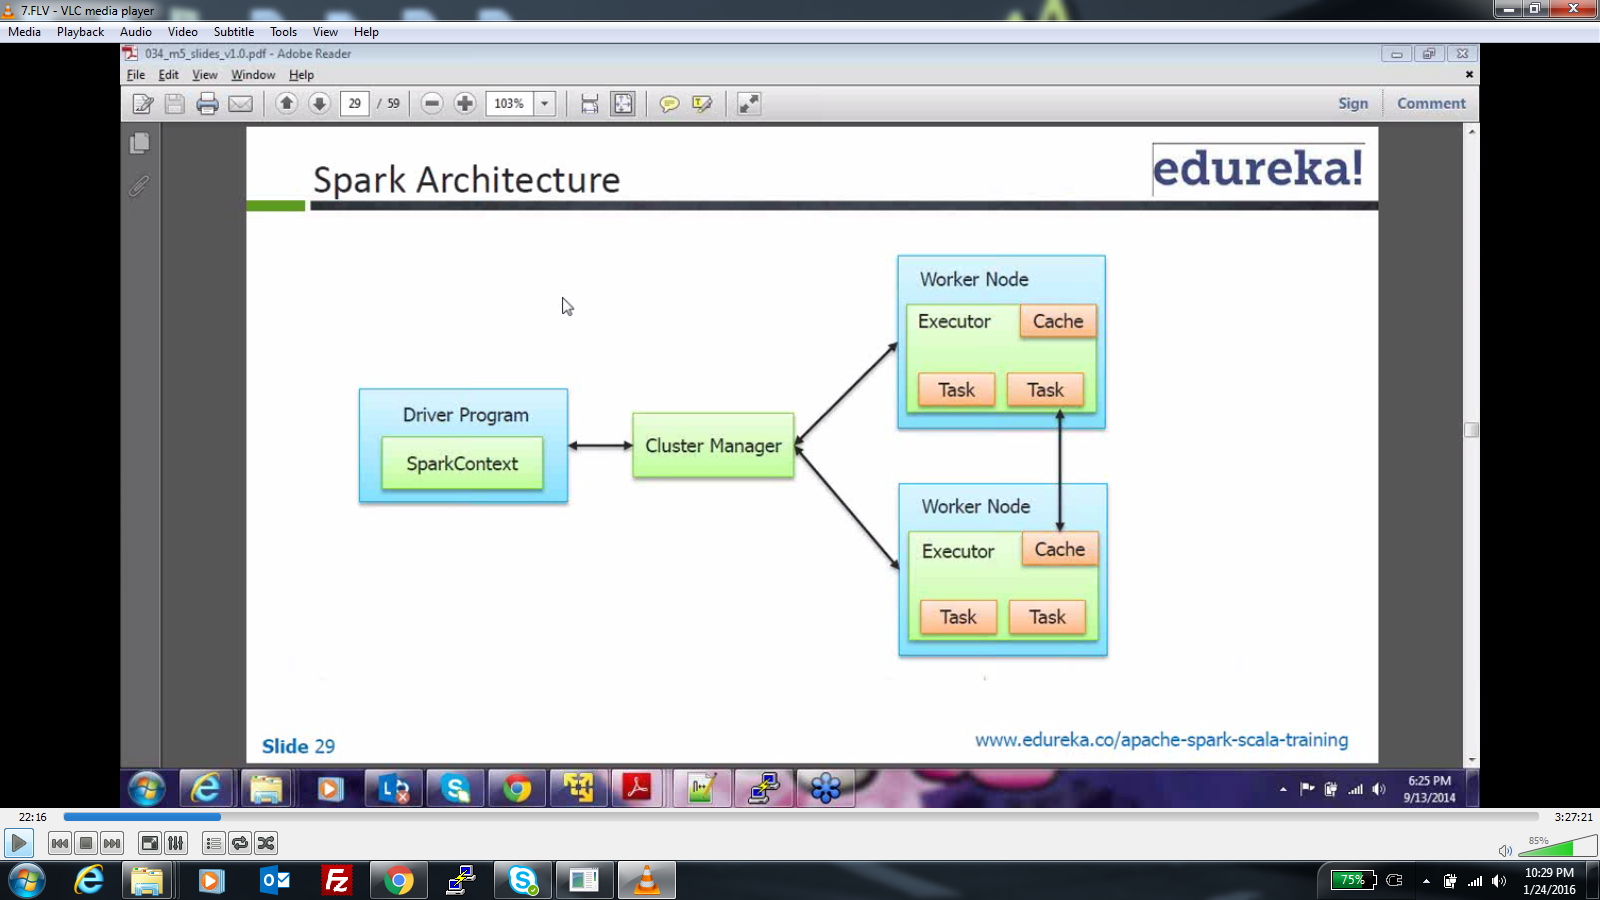 7.FLV - VLC media player
Media Playback Audio Video Subtitle Tools View Help
034_m5_slides_v1.0.pdf - Adobe Reader
File Edit View Window Help
29 / 59 103% Sign Comment
Spark Architecture
edureka!
Worker Node
Executor Cache
Task Task
Driver Program
SparkContext
Cluster Manager
Worker Node
Executor Cache
Task Task
Slide 29
www.edureka.co/apache-spark-scala-training
6:25 PM
9/13/2014
22:16 3:27:21
85%
75%
10:29 PM
1/24/2016